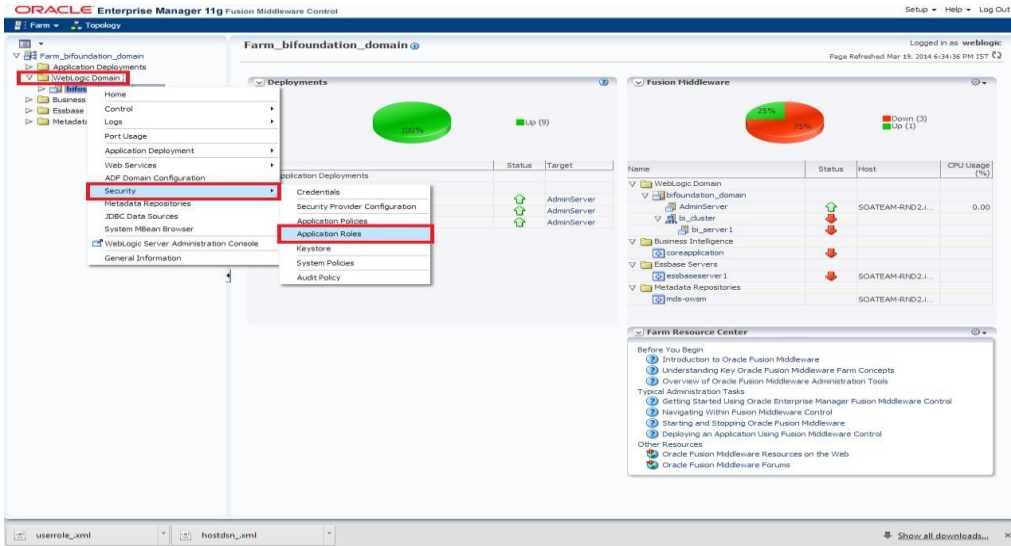 ORACLE Enterprise Manager 11g Fusion Middleware Control
Setup Help Log Out
Farm Topology
Farm_bifoundation_domain
Application Deployments
WebLogic Domain
Business
Essbase
Home
Control
Logs
Port Usage
Application Deployment
Web Services
ADF Domain Configuration
Security
Metadata Repositories
JDBC Data Sources
System MBean Browser
WebLogic Server Administration Console
General Information
Credentials
Security Provider Configuration
Application Policies
Application Roles
Keystore
System Policies
Audit Policy
Farm_bifoundation_domain
Logged in as weblogic
Page Refreshed Mar 19, 2014 6:34:36 PM IST
Deployments
100%
Up (9)
Status Target
Application Deployments
AdminServer
AdminServer
AdminServer
Fusion Middleware
25%
75%
Down (3)
Up (1)
Name Status Host CPU Usage (%)
WebLogic Domain
bifoundation_domain
AdminServer SOATEAM-RND2.i... 0.00
bi_cluster
bi_server1
Business Intelligence
coreapplication
Essbase Servers
essbaseserver1 SOATEAM-RND2.i...
Metadata Repositories
mds-owsm SOATEAM-RND2.i...
Farm Resource Center
Before You Begin
Introduction to Oracle Fusion Middleware
Understanding Key Oracle Fusion Middleware Farm Concepts
Overview of Oracle Fusion Middleware Administration Tools
Typical Administration Tasks
Getting Started Using Oracle Enterprise Manager Fusion Middleware Control
Navigating Within Fusion Middleware Control
Starting and Stopping Oracle Fusion Middleware
Deploying an Application Using Fusion Middleware Control
Other Resources
Oracle Fusion Middleware Resources on the Web
Oracle Fusion Middleware Forums
userrole_.xml
hostdsn_.xml
Show all downloads...